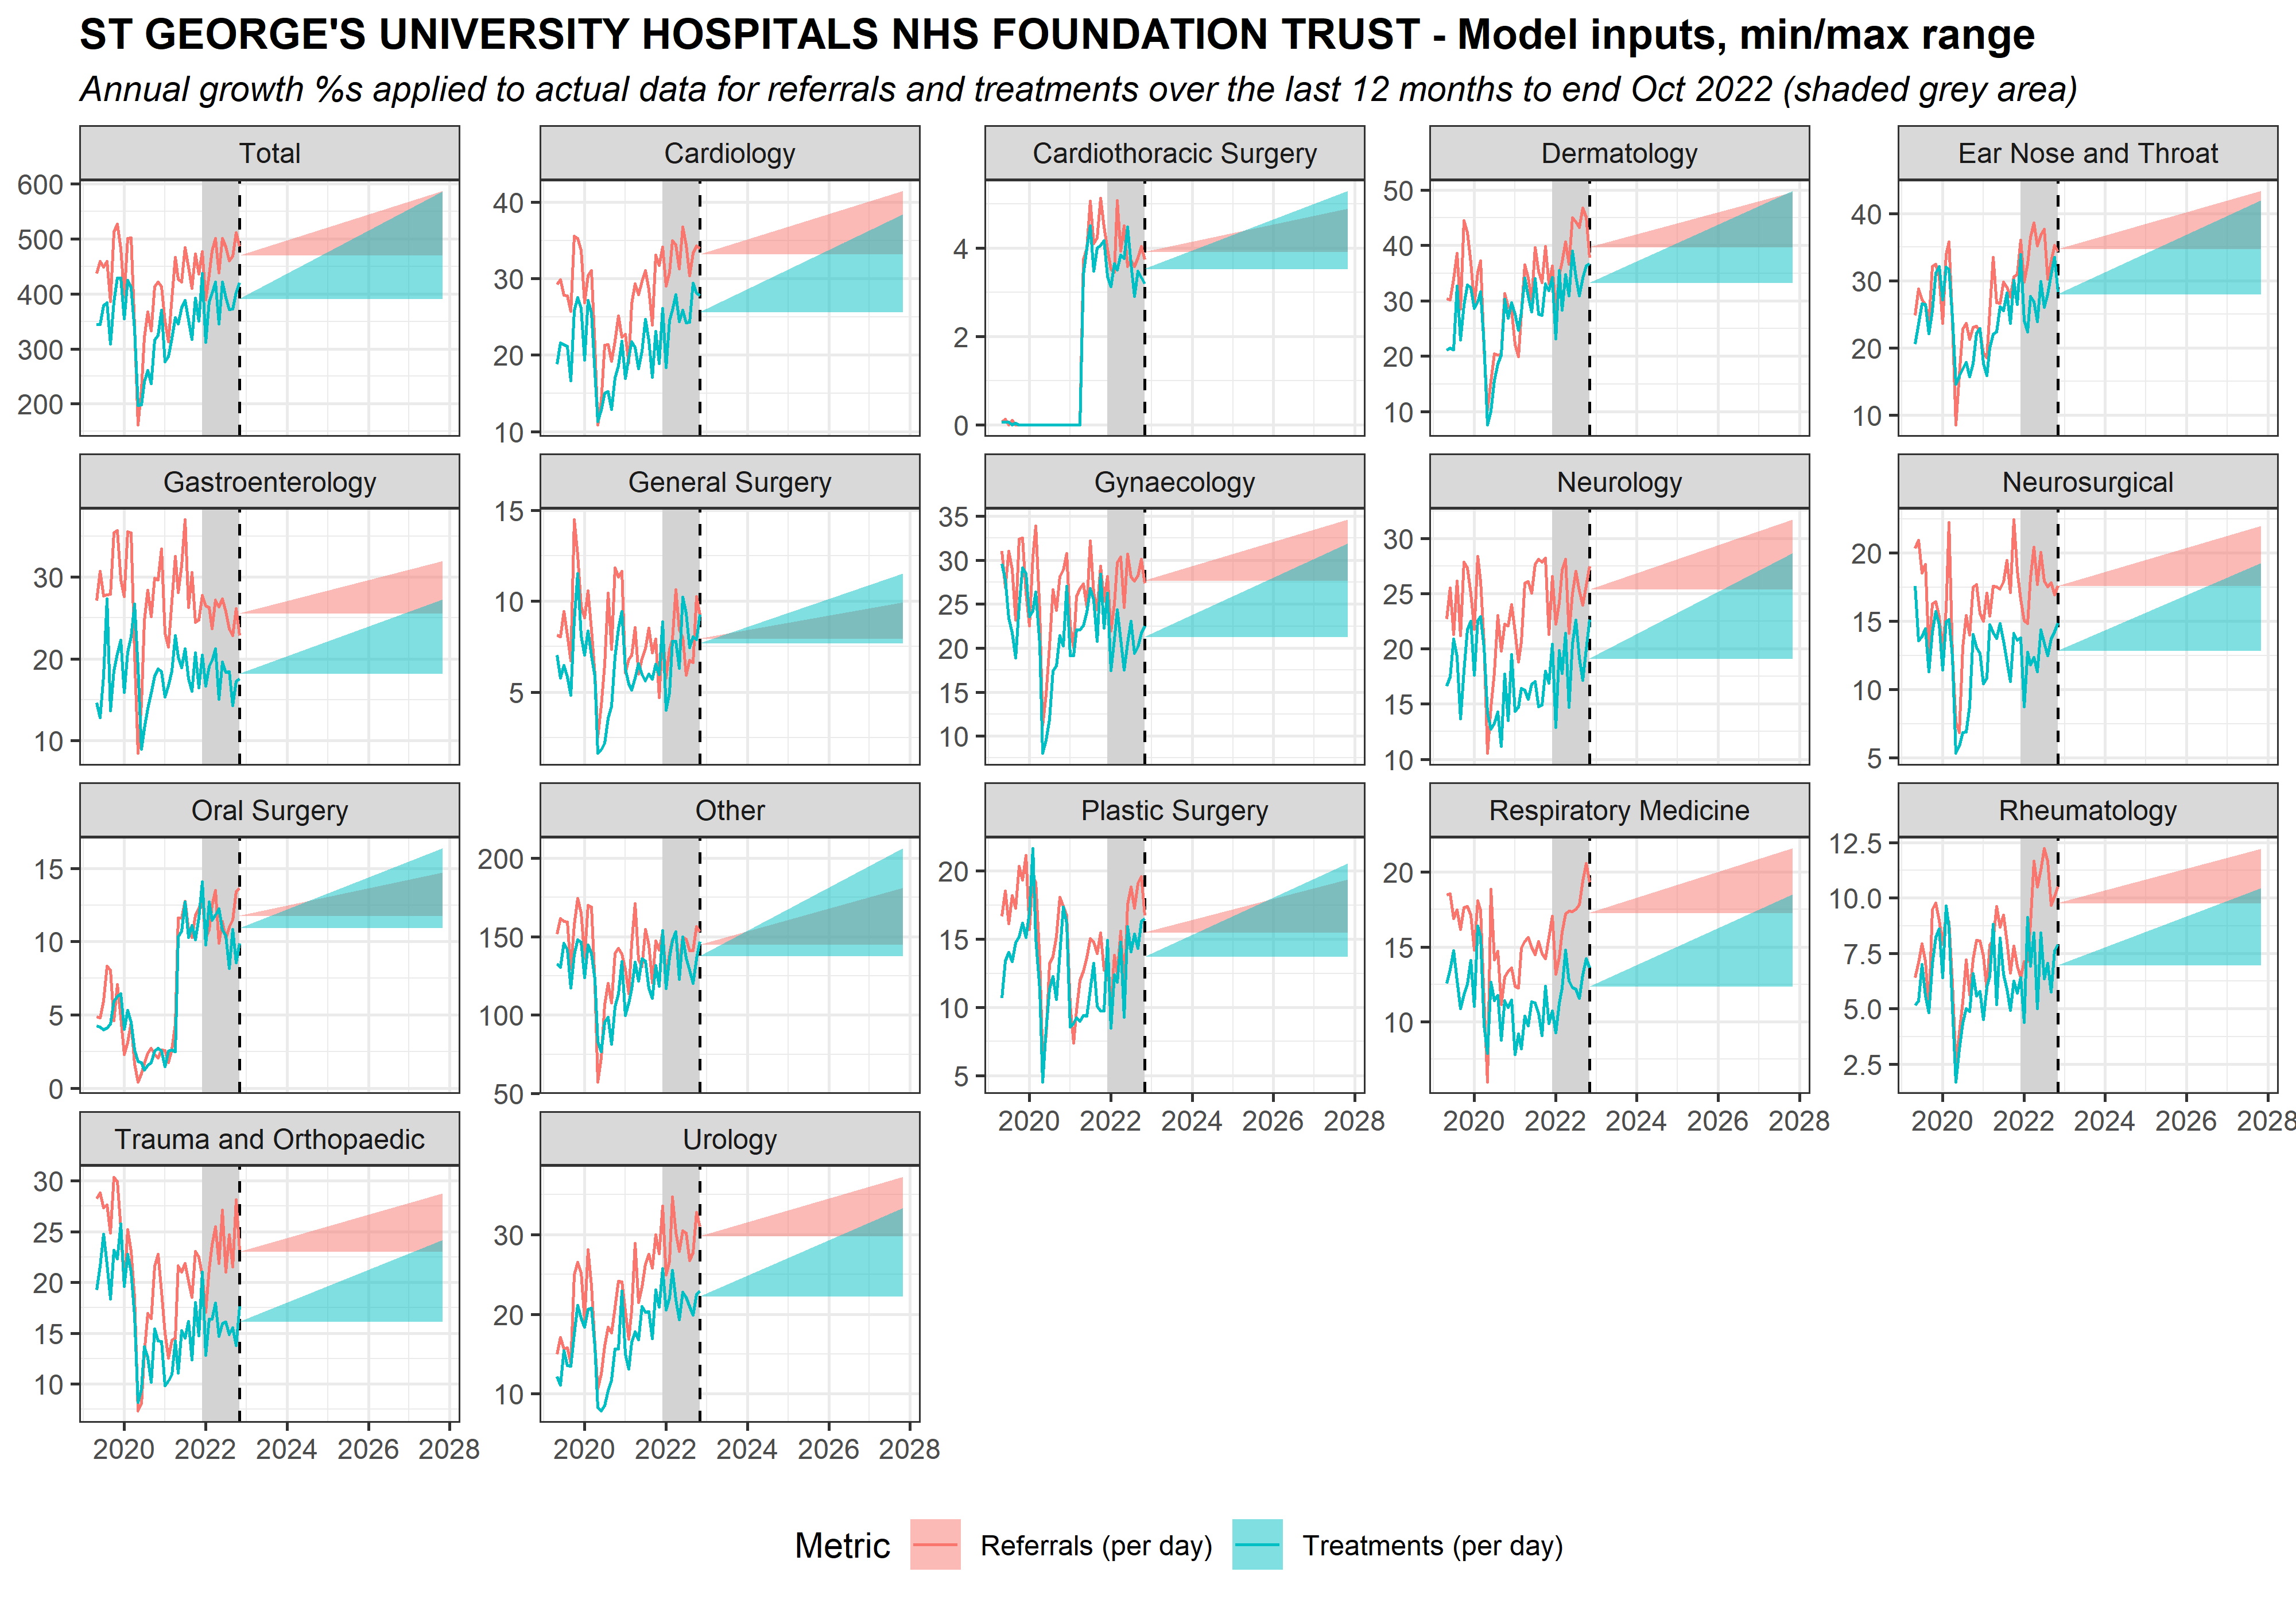 ST GEORGE'S UNIVERSITY HOSPITALS NHS FOUNDATION TRUST - Model inputs, min/max range
Annual growth %s applied to actual data for referrals and treatments over the last 12 months to end Oct 2022 (shaded grey area)
Total
600
500
400
300
200
Cardiology
40
30
20
10
Cardiothoracic Surgery
4
2
0
Dermatology
50
40
30
20
10
Ear Nose and Throat
40
30
20
10
Gastroenterology
30
20
10
General Surgery
15
10
5
Gynaecology
35
30
25
20
15
10
Neurology
30
25
20
15
10
Neurosurgical
20
15
10
5
Oral Surgery
15
10
5
0
Other
200
150
100
50
Plastic Surgery
20
15
10
5
2020 2022 2024 2026 2028
Respiratory Medicine
20
15
10
2020 2022 2024 2026 2028
Rheumatology
12.5
10.0
7.5
5.0
2.5
2020 2022 2024 2026 2028
Trauma and Orthopaedic
30
25
20
15
10
2020 2022 2024 2026 2028
Urology
30
20
10
2020 2022 2024 2026 2028
Metric Referrals (per day) Treatments (per day)